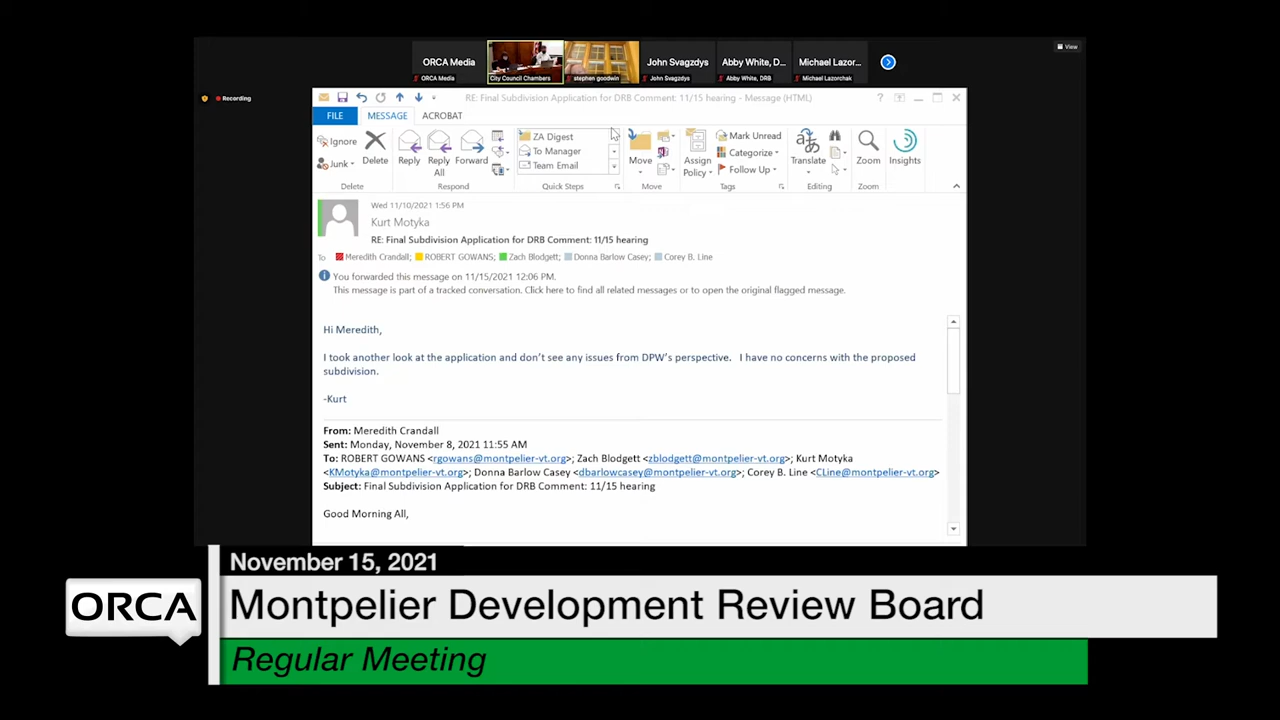 View
ORCA Media
John Svagzdys
Abby White, D...
Michael Lazor...
ORCA Media
City Council Chambers
stephen goodwin
John Svagzdys
Abby White, DRB
Michael Lazorchak
Recording
RE: Final Subdivision Application for DRB Comment: 11/15 hearing - Message (HTML)
?
FILE
MESSAGE
ACROBAT
Ignore
Junk
Delete
Reply
Reply
All
Forward
ZA Digest
To Manager
Team Email
Move
Assign
Policy
Mark Unread
Categorize
Follow Up
Translate
Zoom
Insights
Delete
Respond
Quick Steps
Move
Tags
Editing
Zoom
Wed 11/10/2021 1:56 PM
Kurt Motyka
RE: Final Subdivision Application for DRB Comment: 11/15 hearing
To Meredith Crandall; ROBERT GOWANS; Zach Blodgett; Donna Barlow Casey; Corey B. Line
You forwarded this message on 11/15/2021 12:06 PM.
This message is part of a tracked conversation. Click here to find all related messages or to open the original flagged message.
Hi Meredith,
I took another look at the application and don't see any issues from DPW's perspective. I have no concerns with the proposed
subdivision.
-Kurt
From: Meredith Crandall
Sent: Monday, November 8, 2021 11:55 AM
To: ROBERT GOWANS <rgowans@montpelier-vt.org>; Zach Blodgett <zblodgett@montpelier-vt.org>; Kurt Motyka
<KMotyka@montpelier-vt.org>; Donna Barlow Casey <dbarlowcasey@montpelier-vt.org>; Corey B. Line <CLine@montpelier-vt.org>
Subject: Final Subdivision Application for DRB Comment: 11/15 hearing
Good Morning All,
November 15, 2021
ORCA
Montpelier Development Review Board
Regular Meeting